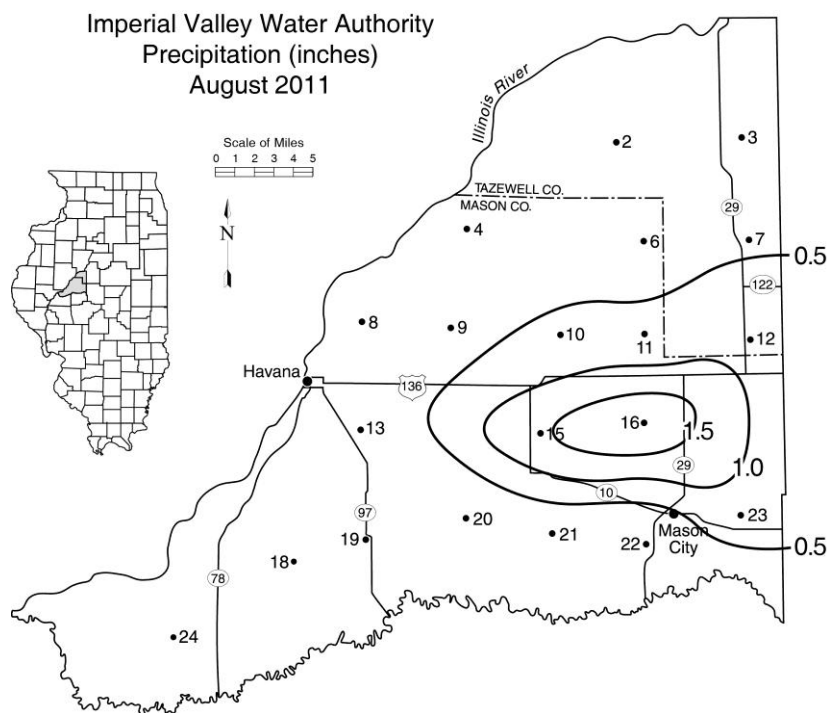 Imperial Valley Water Authority
Precipitation (inches)
August 2011
Illinois River
Scale of Miles
0 1 2 3 4 5
N
2
3
TAZEWELL CO.
MASON CO.
29
4
6
7
0.5
122
8
9
10
11
12
Havana
136
13
15
16
1.5
1.0
29
10
97
20
21
22
Mason
City
23
0.5
19
18
78
24